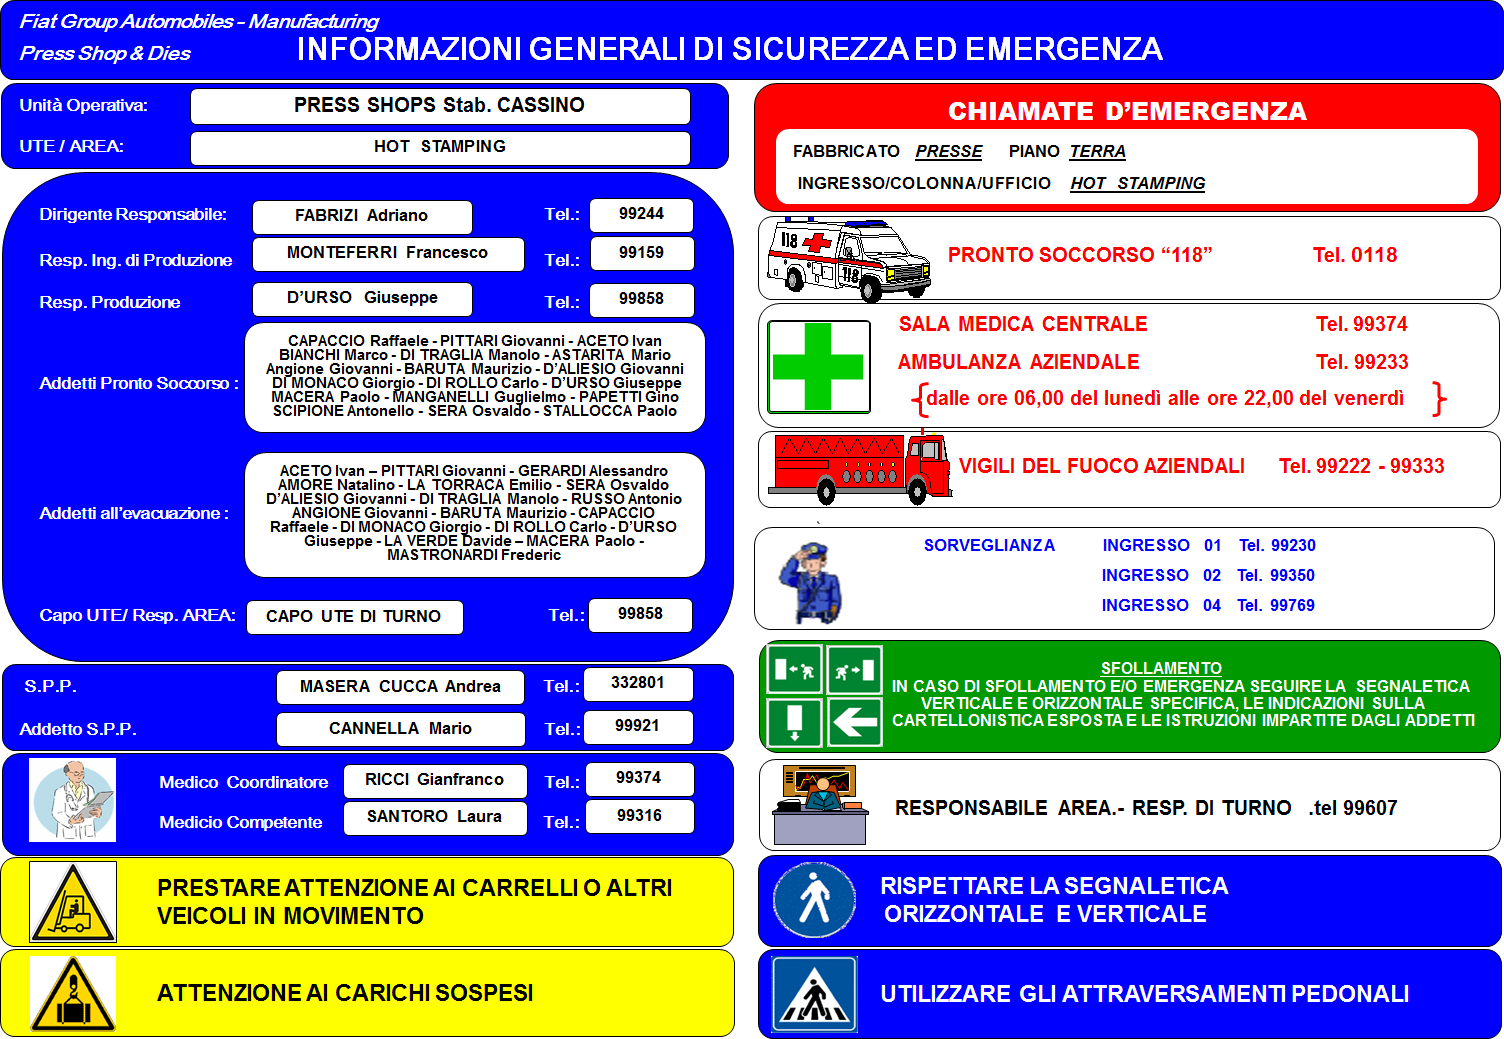 Fiat Group Automobiles - Manufacturing
Press Shop & Dies
INFORMAZIONI GENERALI DI SICUREZZA ED EMERGENZA
Unità Operativa:
PRESS SHOPS Stab. CASSINO
UTE / AREA:
HOT STAMPING
Dirigente Responsabile:
FABRIZI Adriano
Tel.:
99244
Resp. Ing. di Produzione
MONTEFERRI Francesco
Tel.:
99159
Resp. Produzione
D’URSO Giuseppe
Tel.:
99858
Addetti Pronto Soccorso :
CAPACCIO Raffaele - PITTARI Giovanni - ACETO Ivan
BIANCHI Marco - DI TRAGLIA Manolo - ASTARITA Mario
Angione Giovanni - BARUTA Maurizio - D’ALIESIO Giovanni
DI MONACO Giorgio - DI ROLLO Carlo - D’URSO Giuseppe
MACERA Paolo - MANGANELLI Guglielmo - PAPETTI Gino
SCIPIONE Antonello - SERA Osvaldo - STALLOCCA Paolo
Addetti all’evacuazione :
ACETO Ivan – PITTARI Giovanni - GERARDI Alessandro
AMORE Natalino - LA TORRACA Emilio - SERA Osvaldo
D’ALIESIO Giovanni - DI TRAGLIA Manolo - RUSSO Antonio
ANGIONE Giovanni - BARUTA Maurizio - CAPACCIO
Raffaele - DI MONACO Giorgio - DI ROLLO Carlo - D’URSO
Giuseppe - LA VERDE Davide – MACERA Paolo -
MASTRONARDI Frederic
Capo UTE/ Resp. AREA:
CAPO UTE DI TURNO
Tel.:
99858
S.P.P.
MASERA CUCCA Andrea
Tel.:
332801
Addetto S.P.P.
CANNELLA Mario
Tel.:
99921
Medico Coordinatore
RICCI Gianfranco
Tel.:
99374
Medicio Competente
SANTORO Laura
Tel.:
99316
PRESTARE ATTENZIONE AI CARRELLI O ALTRI
VEICOLI IN MOVIMENTO
ATTENZIONE AI CARICHI SOSPESI
CHIAMATE D’EMERGENZA
FABBRICATO PRESSE PIANO TERRA
INGRESSO/COLONNA/UFFICIO HOT STAMPING
118
118
PRONTO SOCCORSO “118” Tel. 0118
SALA MEDICA CENTRALE Tel. 99374
AMBULANZA AZIENDALE Tel. 99233
{dalle ore 06,00 del lunedì alle ore 22,00 del venerdì }
VIGILI DEL FUOCO AZIENDALI Tel. 99222 - 99333
SORVEGLIANZA INGRESSO 01 Tel. 99230
INGRESSO 02 Tel. 99350
INGRESSO 04 Tel. 99769
SFOLLAMENTO
IN CASO DI SFOLLAMENTO E/O EMERGENZA SEGUIRE LA SEGNALETICA
VERTICALE E ORIZZONTALE SPECIFICA, LE INDICAZIONI SULLA
CARTELLONISTICA ESPOSTA E LE ISTRUZIONI IMPARTITE DAGLI ADDETTI
RESPONSABILE AREA.- RESP. DI TURNO .tel 99607
RISPETTARE LA SEGNALETICA
ORIZZONTALE E VERTICALE
UTILIZZARE GLI ATTRAVERSAMENTI PEDONALI